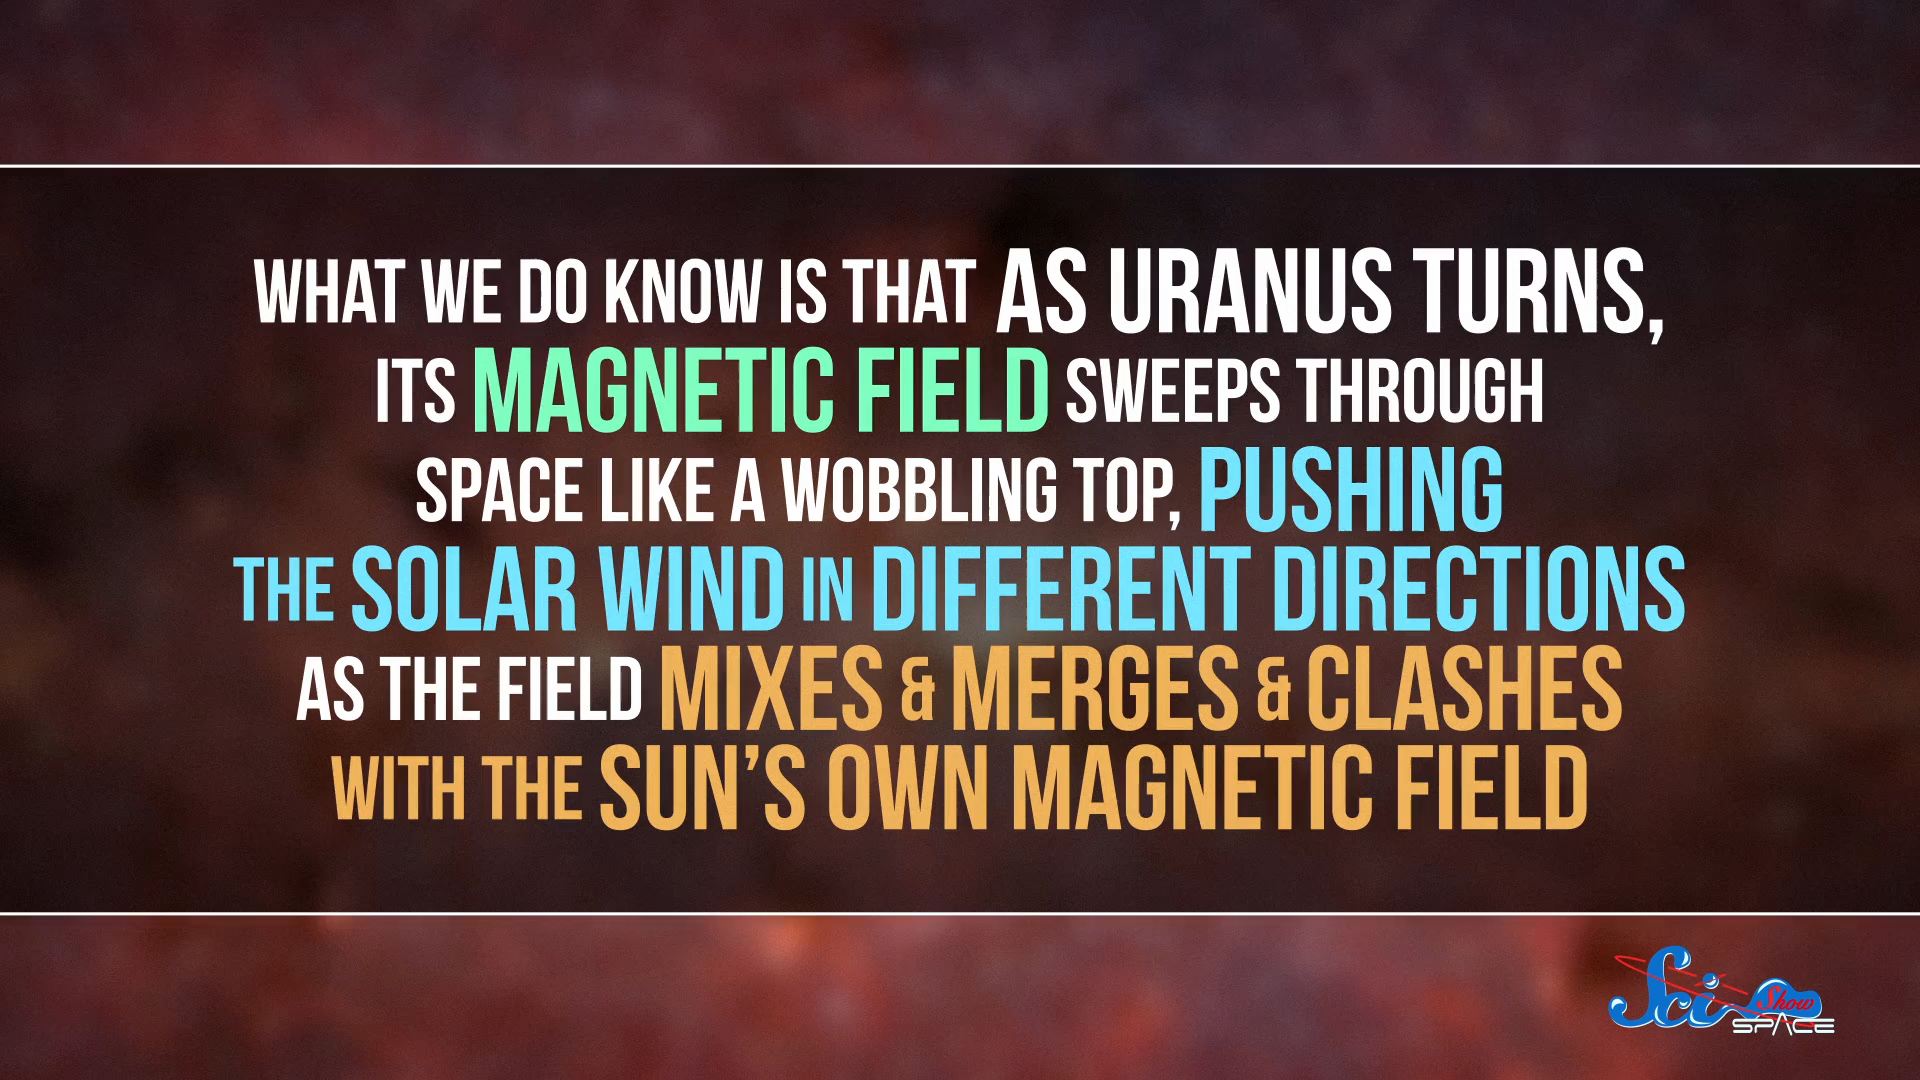 WHAT WE DO KNOW IS THAT AS URANUS TURNS,
ITS MAGNETIC FIELD SWEEPS THROUGH
SPACE LIKE A WOBBLING TOP, PUSHING
THE SOLAR WIND IN DIFFERENT DIRECTIONS
AS THE FIELD MIXES & MERGES & CLASHES
WITH THE SUN’S OWN MAGNETIC FIELD
Sci Show
SPACE